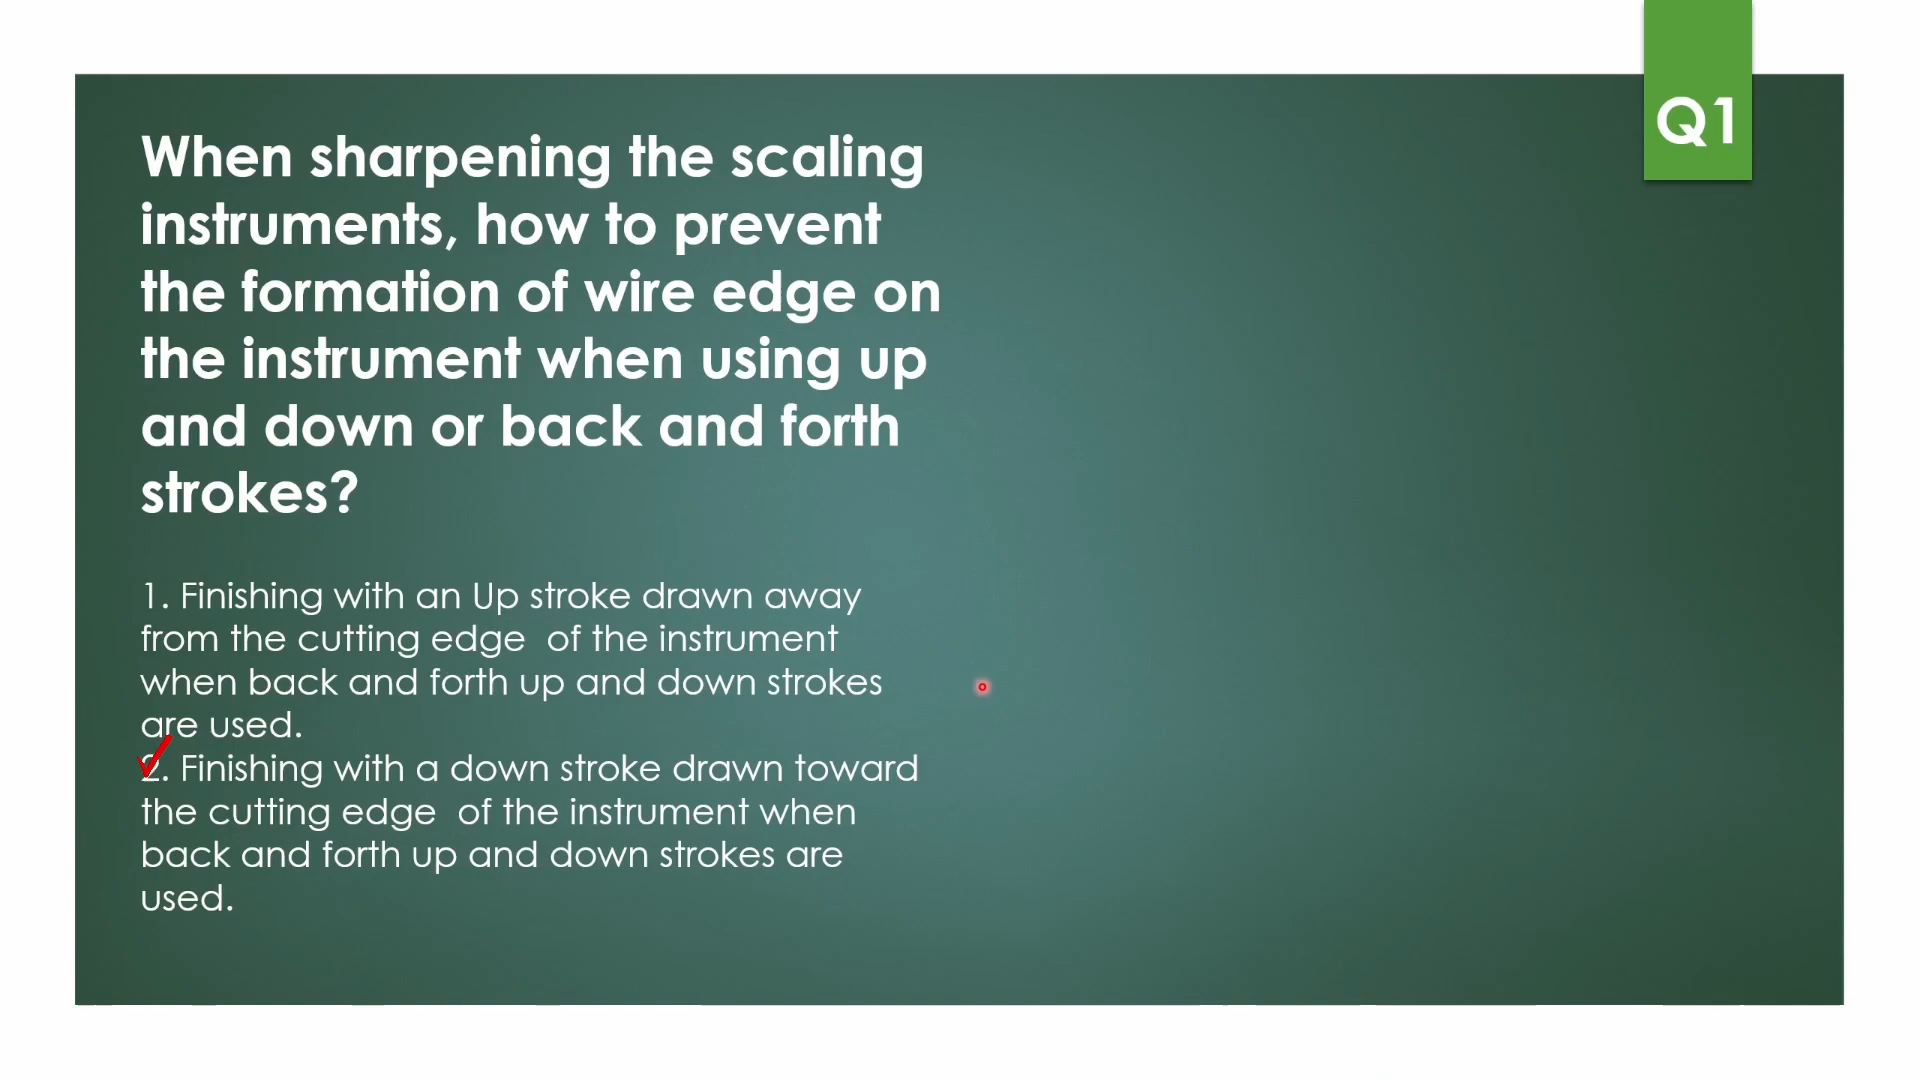 Q1
When sharpening the scaling
instruments, how to prevent
the formation of wire edge on
the instrument when using up
and down or back and forth
strokes?
1. Finishing with an Up stroke drawn away
from the cutting edge  of the instrument
when back and forth up and down strokes
are used.
2. Finishing with a down stroke drawn toward
the cutting edge  of the instrument when
back and forth up and down strokes are
used.